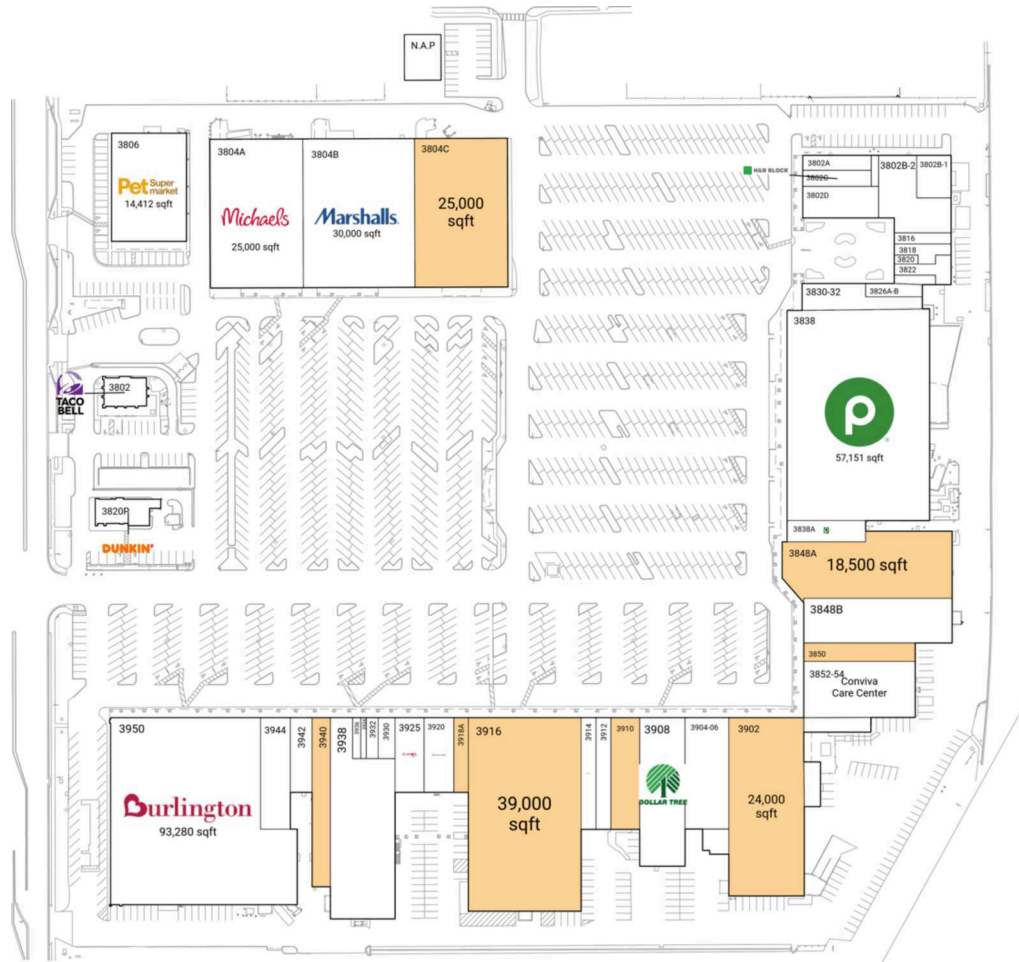 N.A.P
3806
Pet Super
market
14,412 sqft
3804A
Michaels
25,000 sqft
3804B
Marshalls
30,000 sqft
3804C
25,000
sqft
H&R BLOCK
3802A
3802C
3802D
3802B-2
3802B-1
3816
3818
3820
3822
3830-32
3826A-B
3838
p
57,151 sqft
3802
TACO
BELL
3820P
DUNKIN'
3838A
3848A
18,500 sqft
3848B
3850
3852-54
Conviva
Care Center
3950
Burlington
93,280 sqft
3944
3942
3940
3938
3936
3932
3930
3925
3920
3918A
3916
39,000
sqft
3914
3912
3910
3908
DOLLAR TREE
3904-06
3902
24,000
sqft